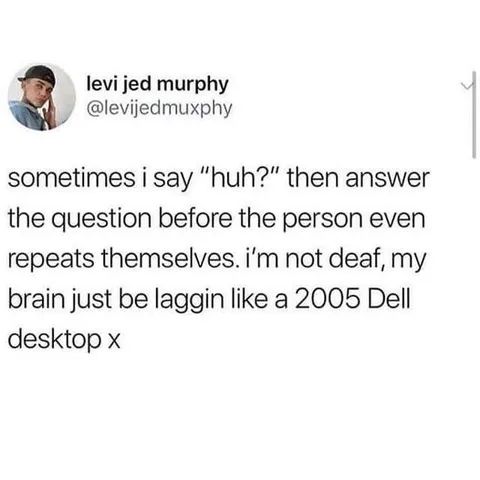 levi jed murphy
@levijedmuxphy
sometimes i say "huh?" then answer
the question before the person even
repeats themselves. i'm not deaf, my
brain just be laggin like a 2005 Dell
desktop x